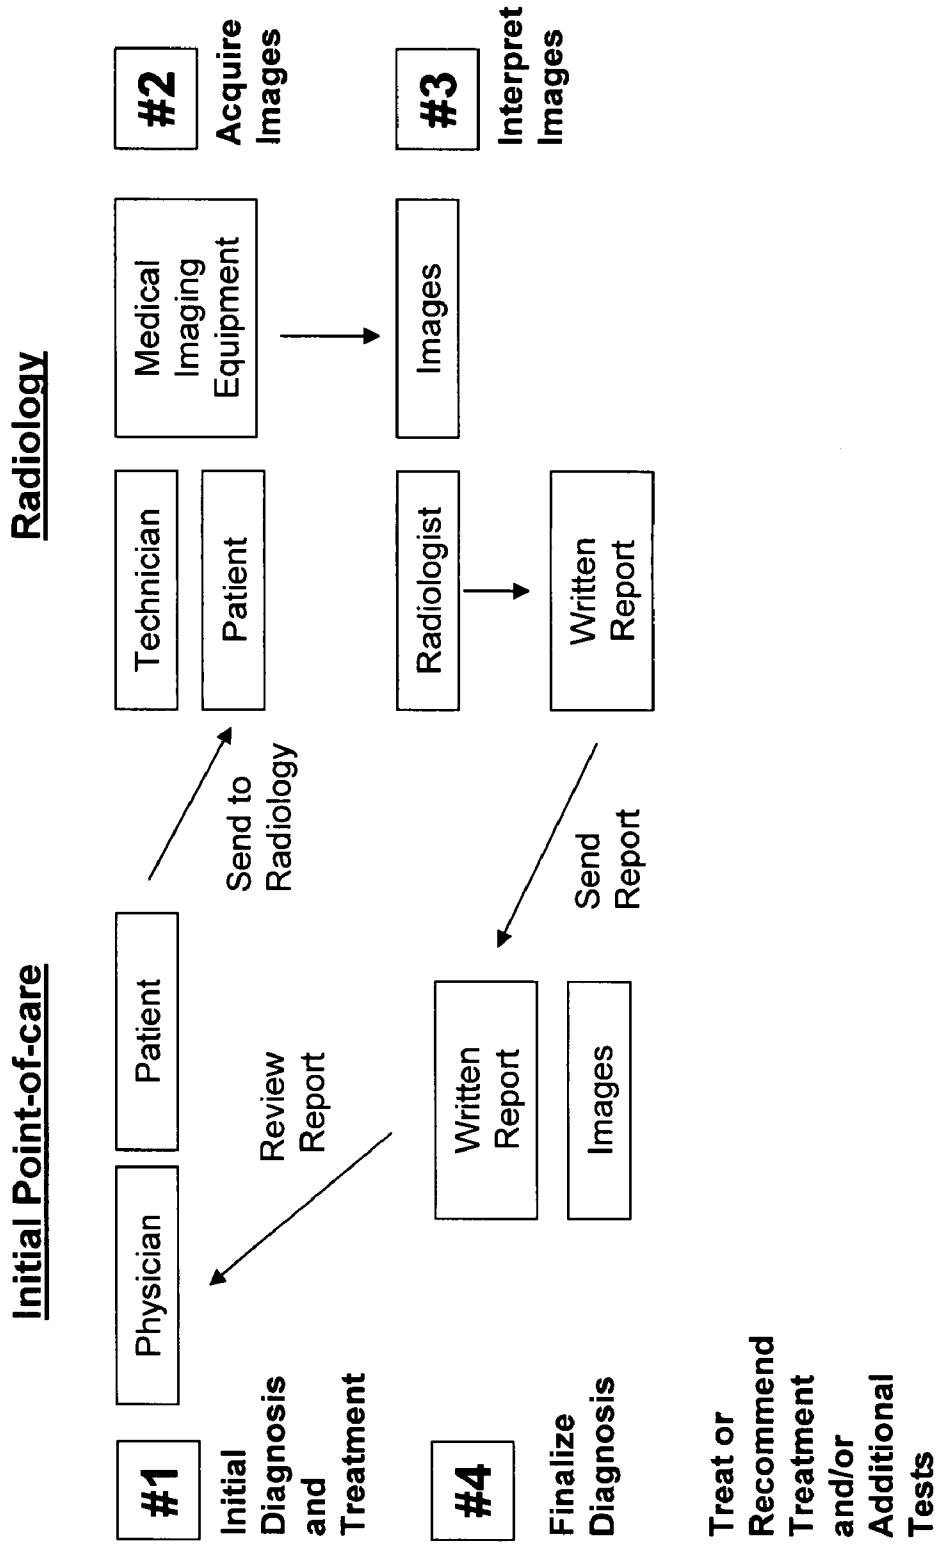 Initial Point-of-care
Radiology
#1
Initial
Diagnosis
and
Treatment
Physician
Patient
Send to
Radiology
Technician
Patient
Medical
Imaging
Equipment
#2
Acquire
Images
Review
Report
#4
Finalize
Diagnosis
Written
Report
Images
Send
Report
Radiologist
Written
Report
Images
#3
Interpret
Images
Treat or
Recommend
Treatment
and/or
Additional
Tests